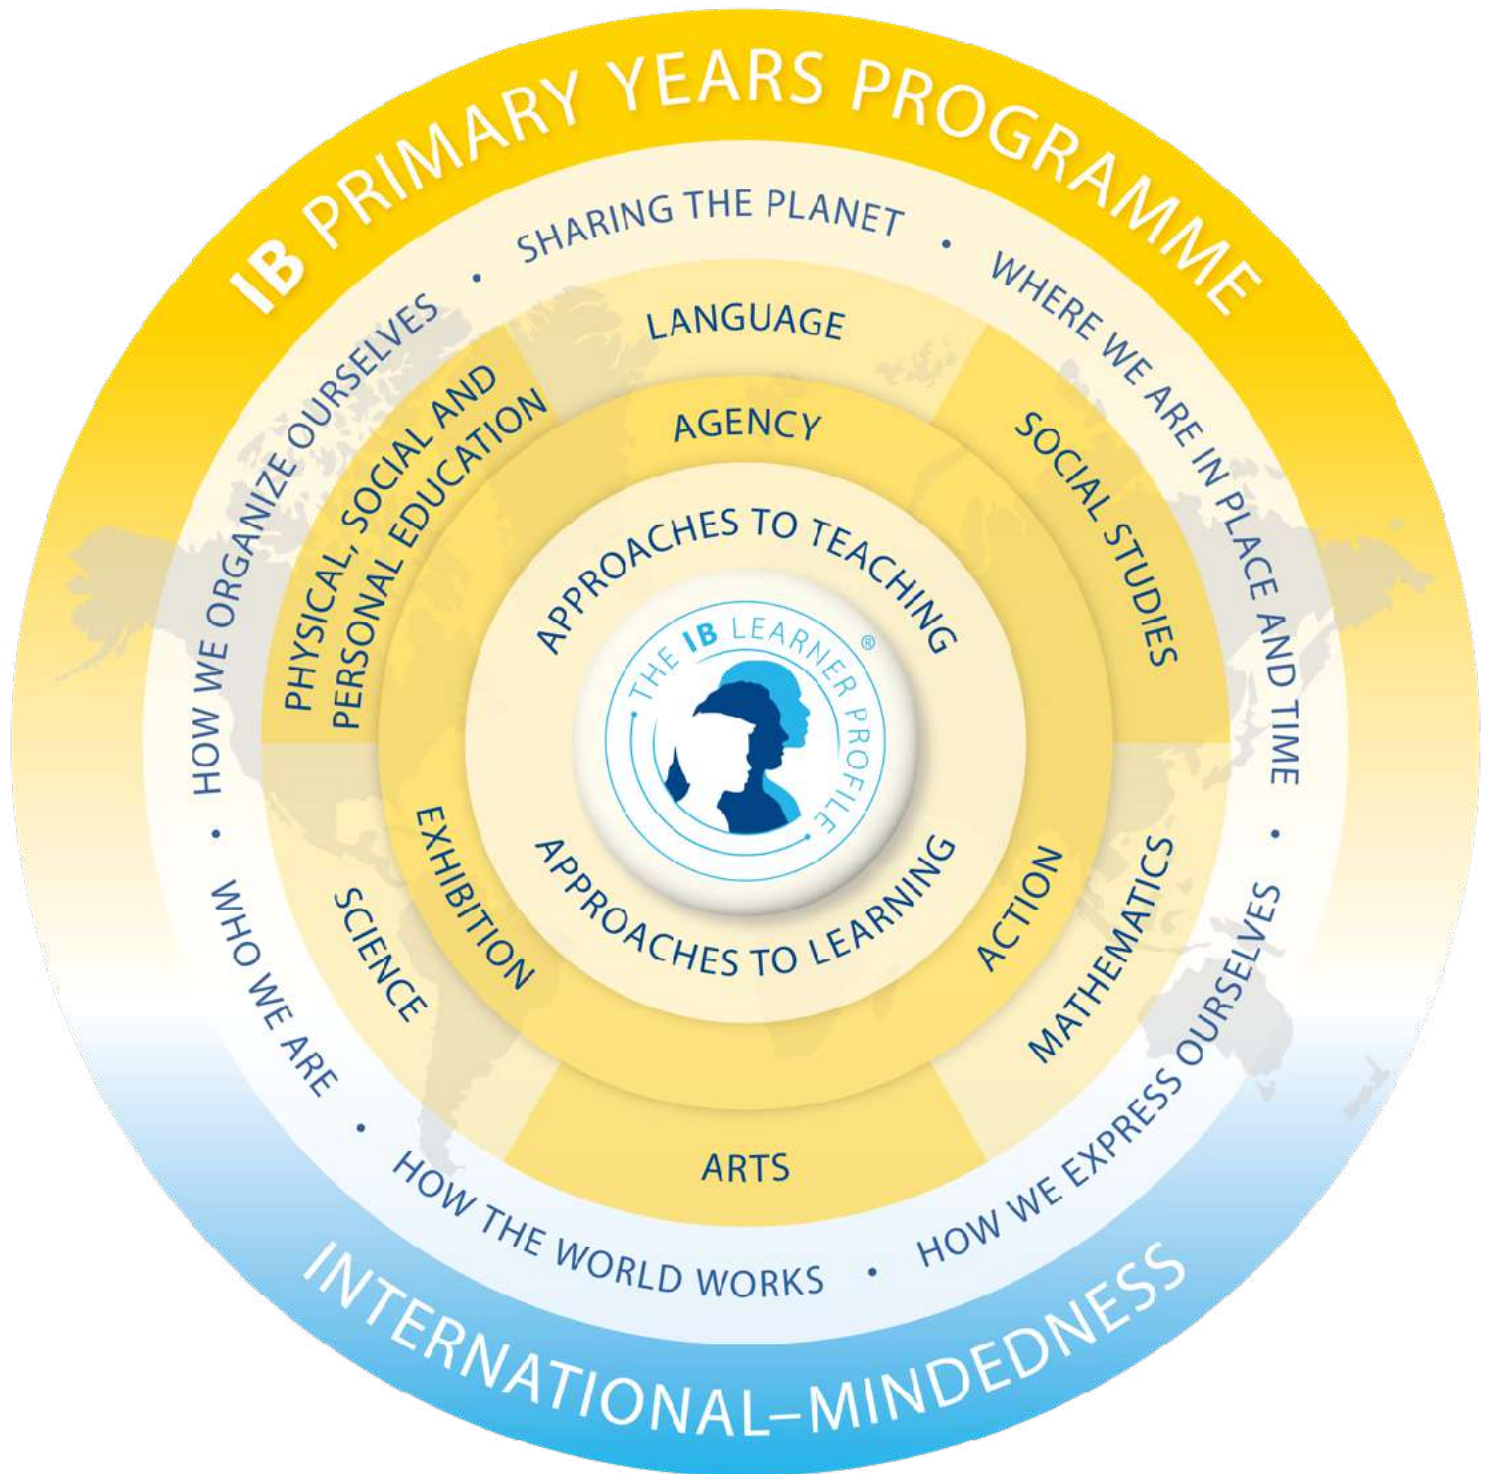 IB PRIMARY YEARS PROGRAMME
SHARING THE PLANET
•
WHERE WE ARE IN PLACE AND TIME
•
HOW WE EXPRESS OURSELVES
•
HOW THE WORLD WORKS
•
WHO WE ARE
•
HOW WE ORGANIZE OURSELVES
•
LANGUAGE
SOCIAL STUDIES
MATHEMATICS
ARTS
SCIENCE
PHYSICAL, SOCIAL AND
PERSONAL EDUCATION
AGENCY
ACTION
EXHIBITION
APPROACHES TO TEACHING
APPROACHES TO LEARNING
• THE IB LEARNER PROFILE •
®
INTERNATIONAL–MINDEDNESS